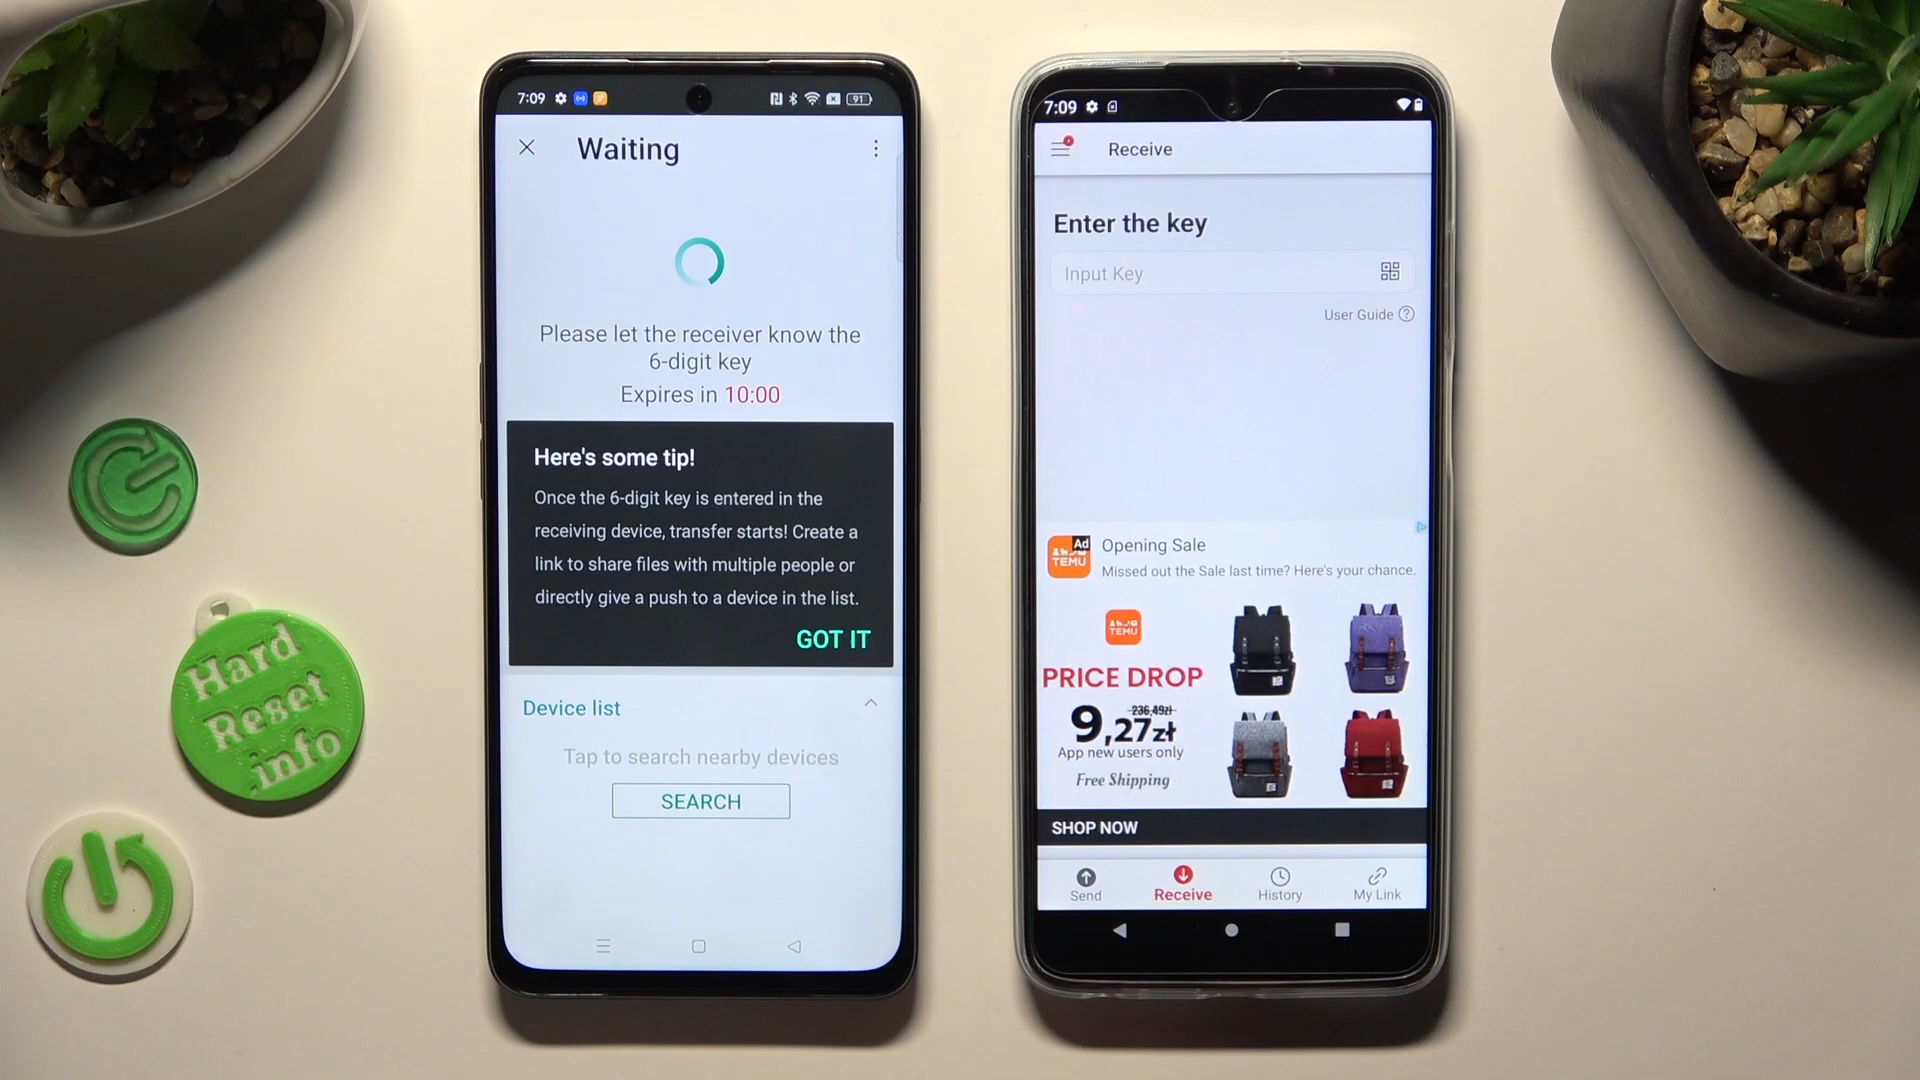 7:09
91
Waiting
Please let the receiver know the
6-digit key
Expires in 10:00
Here's some tip!
Once the 6-digit key is entered in the
receiving device, transfer starts! Create a
link to share files with multiple people or
directly give a push to a device in the list.
GOT IT
Device list
Tap to search nearby devices
SEARCH
7:09
Receive
Enter the key
Input Key
User Guide
Ad
TEMU
Opening Sale
Missed out the Sale last time? Here's your chance.
TEMU
PRICE DROP
236,49zł
9,27zł
App new users only
Free Shipping
SHOP NOW
Send
Receive
History
My Link
Hard
Reset
.info